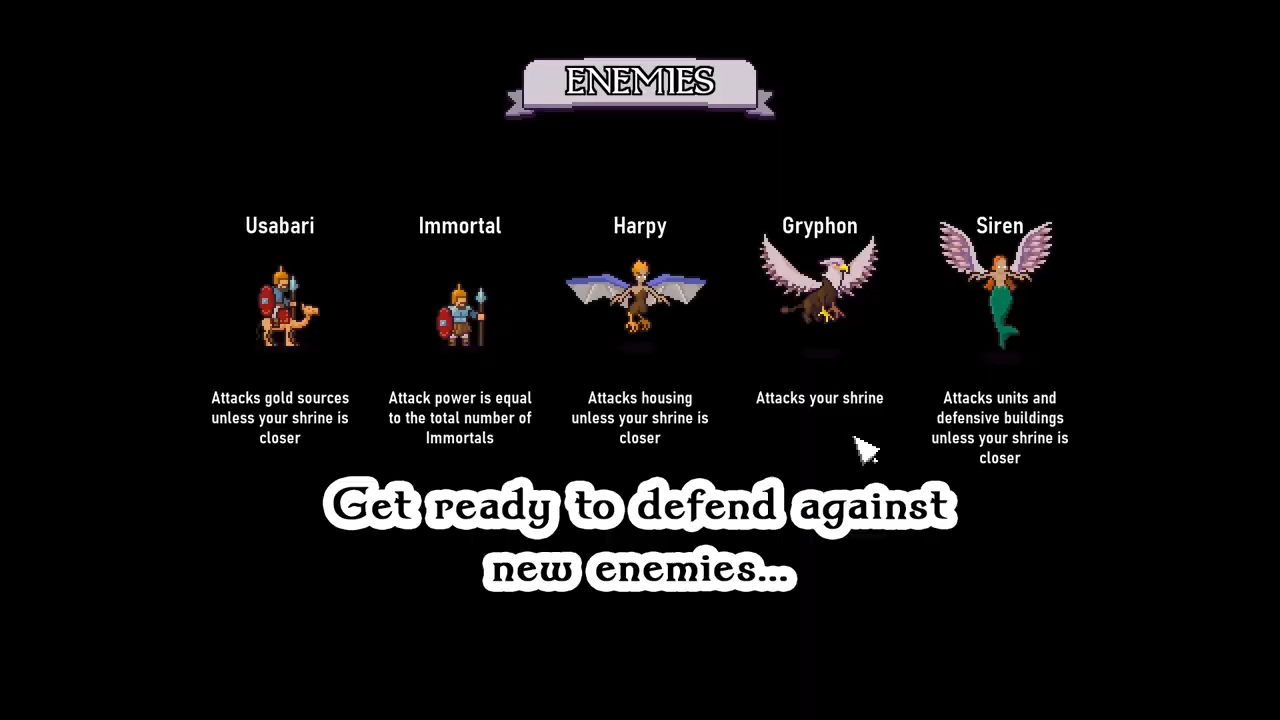 ENEMIES
Usabari
Immortal
Harpy
Gryphon
Siren
Attacks gold sources
unless your shrine is
closer
Attack power is equal
to the total number of
Immortals
Attacks housing
unless your shrine is
closer
Attacks your shrine
Attacks units and
defensive buildings
unless your shrine is
closer
Get ready to defend against
new enemies...